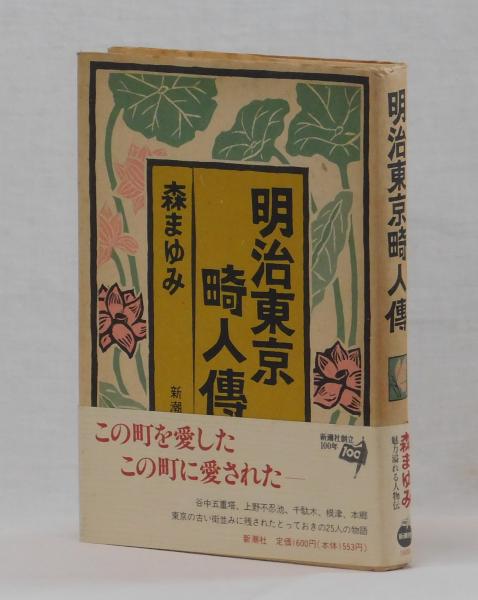 明治東京
畸人傳
森まゆみ
新潮
この町を愛した
この町に愛された―
新潮社創立
100年
100
谷中五重塔、上野不忍池、千駄木、根津、本郷
東京の古い街並みに残されたとっておきの25人の物語
新潮社 定価1600円(本体1553円)
明治東京畸人傳
森まゆみ
魅力溢れる人物伝
新潮社